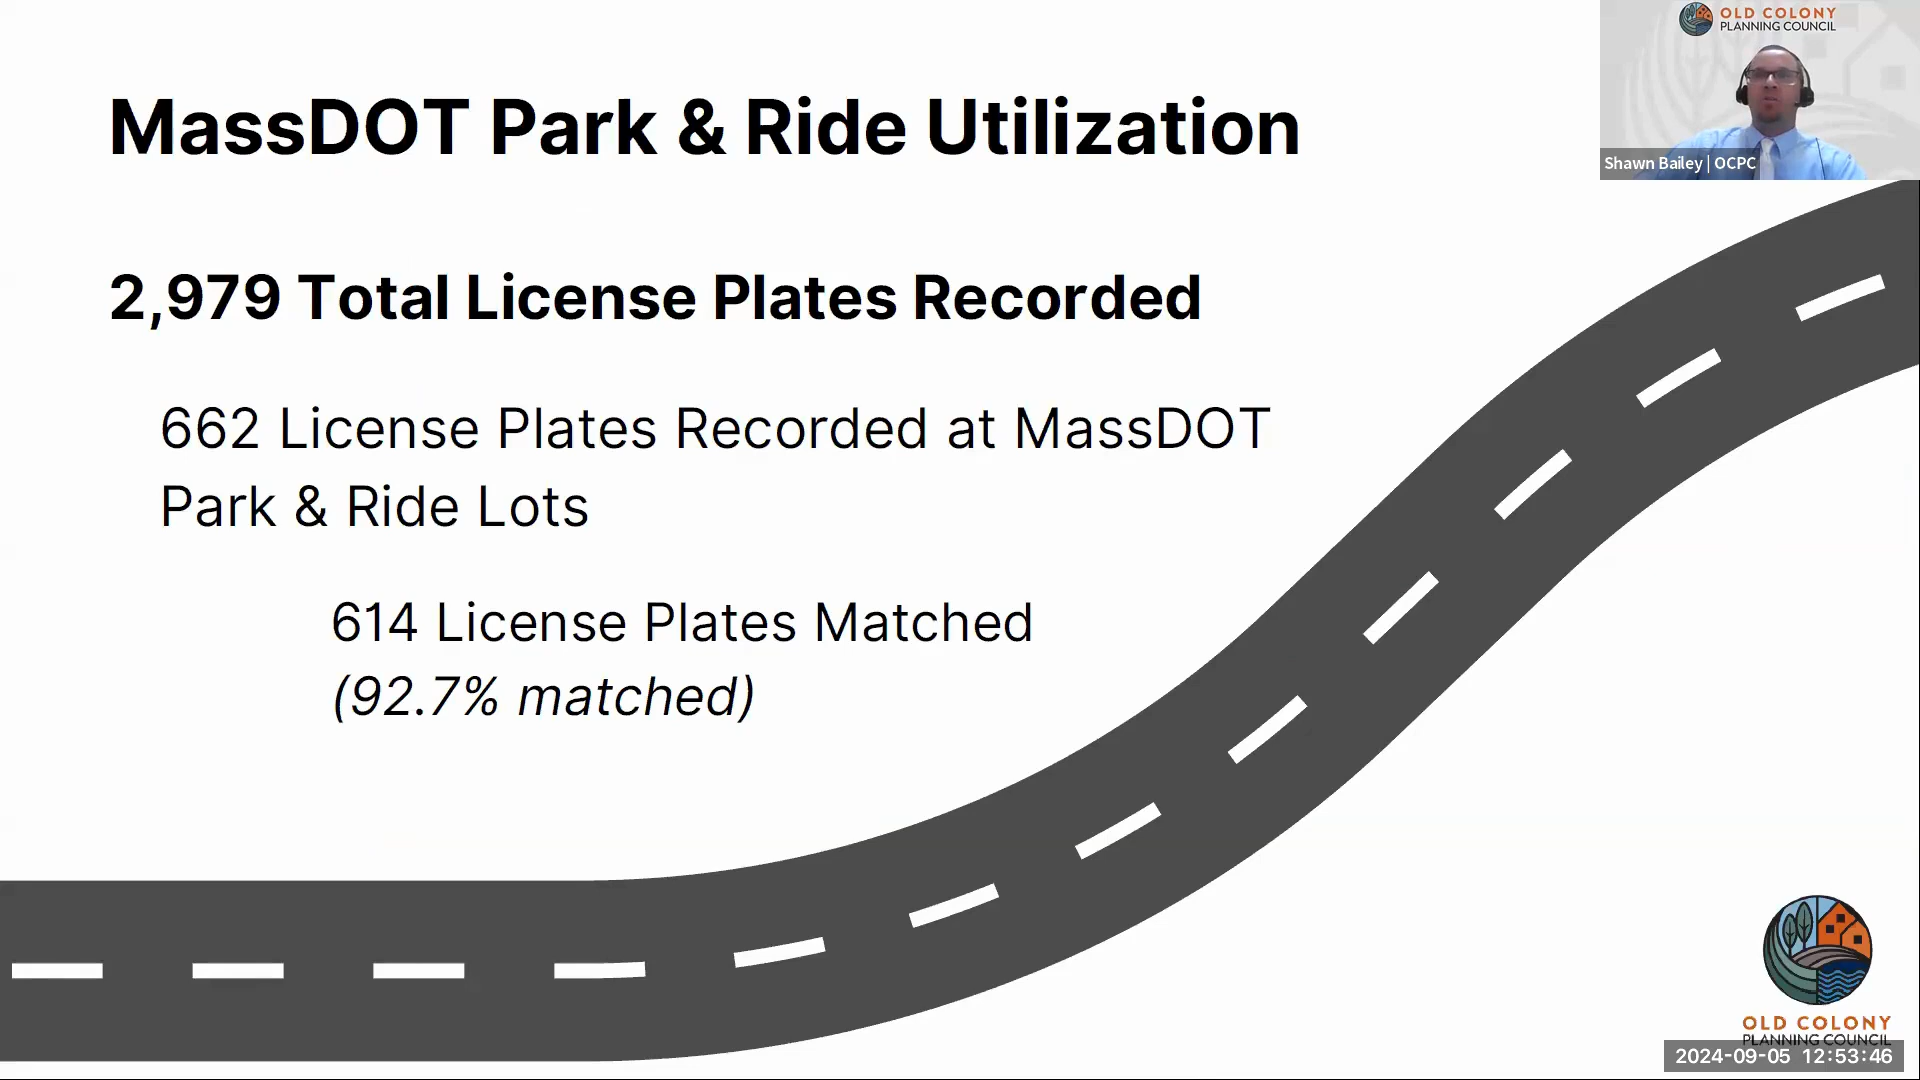 OLD COLONY
PLANNING COUNCIL
Shawn Bailey | OCPC
MassDOT Park & Ride Utilization
2,979 Total License Plates Recorded
662 License Plates Recorded at MassDOT
Park & Ride Lots
614 License Plates Matched
(92.7% matched)
OLD COLONY
PLANNING COUNCIL
2024-09-05 12:53:46